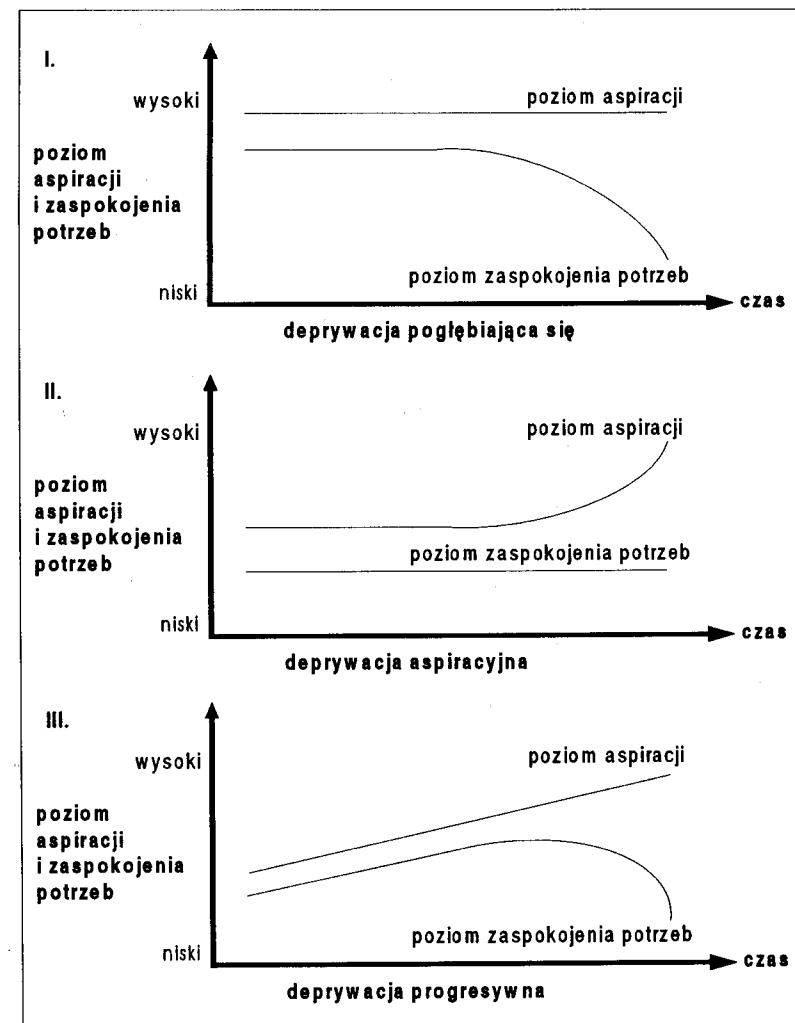 I.
wysoki
poziom aspiracji
poziom
aspiracji
i zaspokojenia
potrzeb
poziom zaspokojenia potrzeb
niski
czas
deprywacja pogłębiająca się
II.
wysoki
poziom aspiracji
poziom
aspiracji
i zaspokojenia
potrzeb
poziom zaspokojenia potrzeb
niski
czas
deprywacja aspiracyjna
III.
wysoki
poziom aspiracji
poziom
aspiracji
i zaspokojenia
potrzeb
poziom zaspokojenia potrzeb
niski
czas
deprywacja progresywna